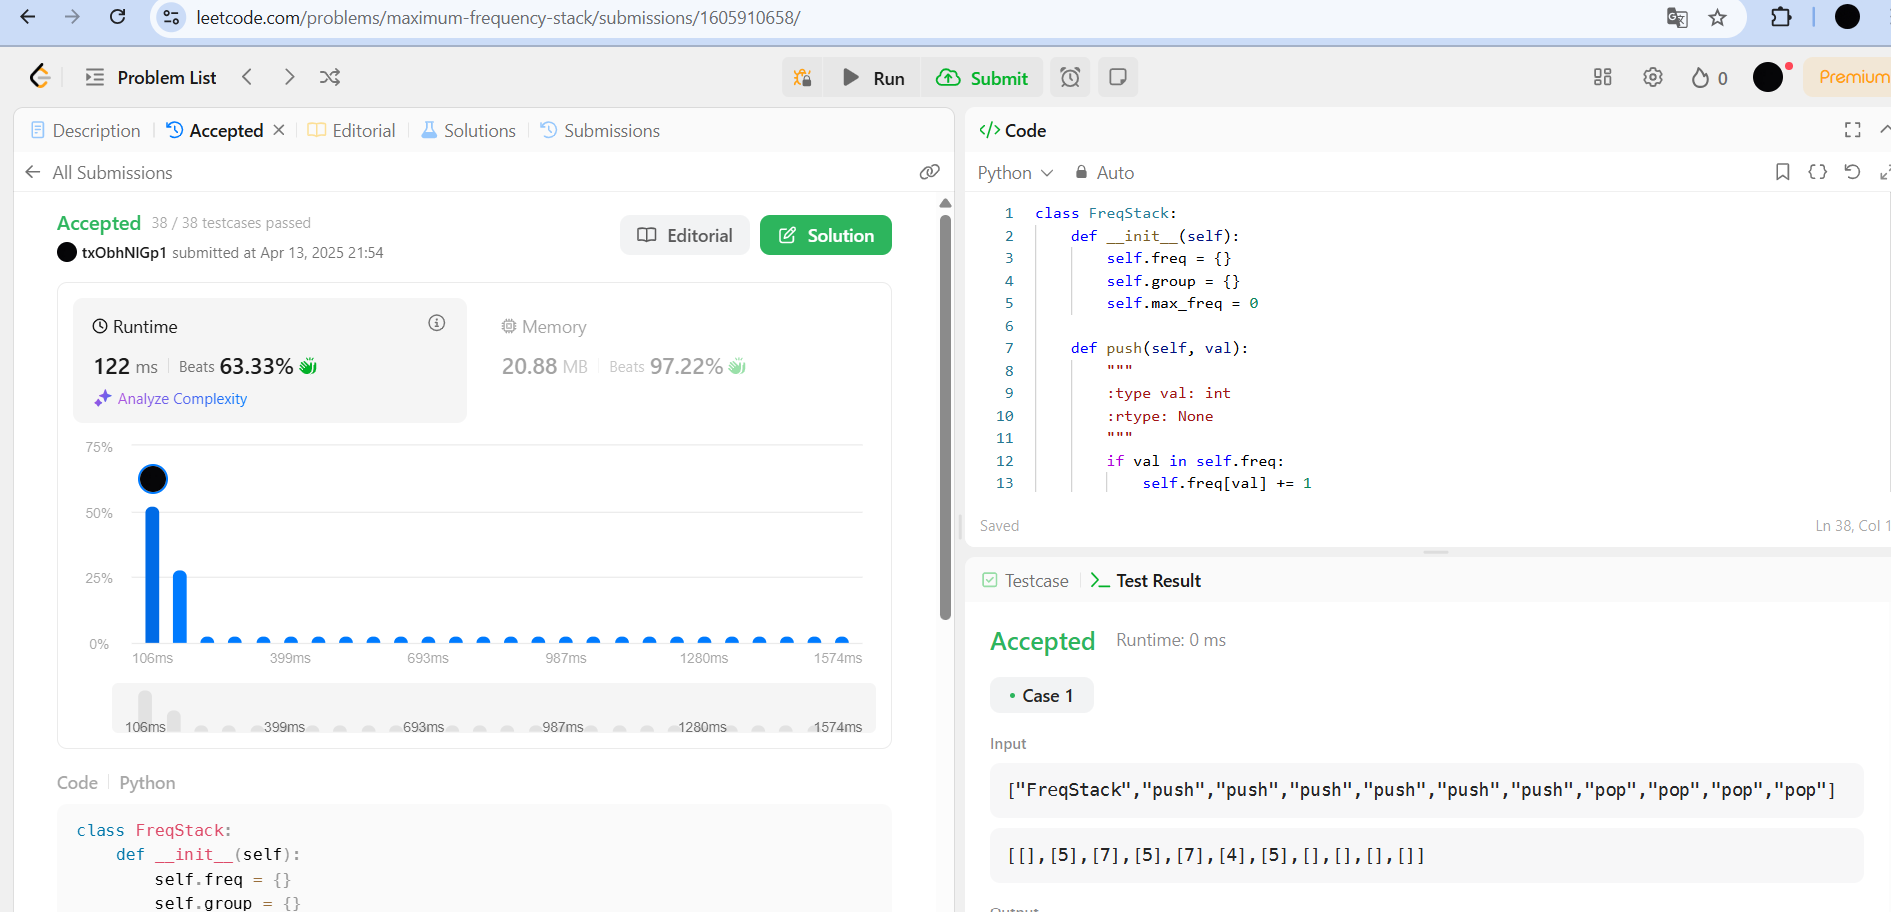 leetcode.com/problems/maximum-frequency-stack/submissions/1605910658/
Problem List
Run
Submit
0
Premium
Description
Accepted
Editorial
Solutions
Submissions
All Submissions
Accepted 38 / 38 testcases passed
txObhNlGp1 submitted at Apr 13, 2025 21:54
Editorial
Solution
Runtime
122 ms Beats 63.33%
Analyze Complexity
Memory
20.88 MB Beats 97.22%
75%
50%
25%
0%
106ms 399ms 693ms 987ms 1280ms 1574ms
106ms 399ms 693ms 987ms 1280ms 1574ms
Code Python
class FreqStack:
    def __init__(self):
        self.freq = {}
        self.group = {}
</> Code
Python Auto
1 class FreqStack:
2     def __init__(self):
3         self.freq = {}
4         self.group = {}
5         self.max_freq = 0
6
7     def push(self, val):
8         """
9         :type val: int
10         :rtype: None
11         """
12         if val in self.freq:
13             self.freq[val] += 1
Saved
Ln 38, Col 1
Testcase
Test Result
Accepted Runtime: 0 ms
Case 1
Input
["FreqStack","push","push","push","push","push","push","pop","pop","pop","pop"]
[[],[5],[7],[5],[7],[4],[5],[],[],[],[]]
Output